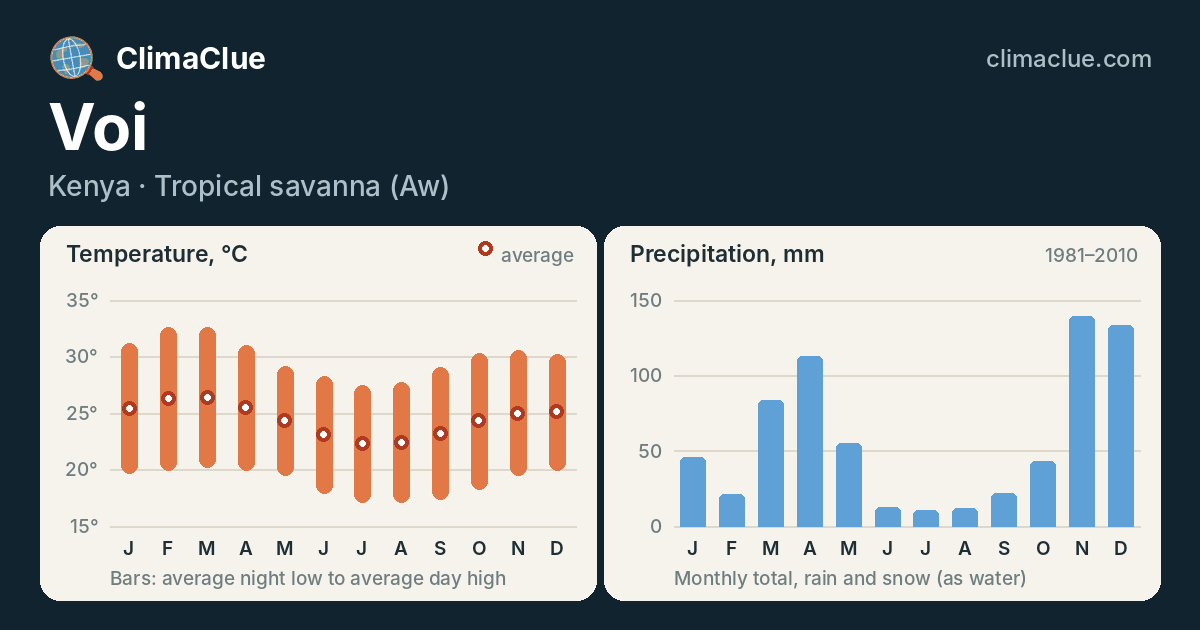 ClimaClue
climaclue.com
Voi
Kenya · Tropical savanna (Aw)
Temperature, °C
average
35°
30°
25°
20°
15°
J F M A M J J A S O N D
Bars: average night low to average day high
Precipitation, mm
1981–2010
150
100
50
0
J F M A M J J A S O N D
Monthly total, rain and snow (as water)